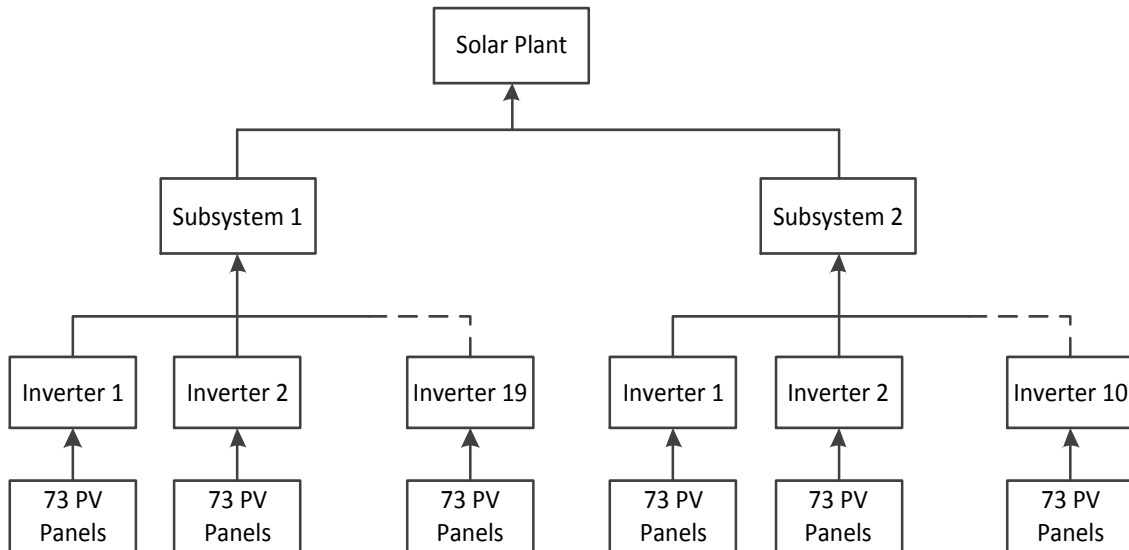 Solar Plant
Subsystem 1
Subsystem 2
Inverter 1
Inverter 2
Inverter 19
Inverter 1
Inverter 2
Inverter 10
73 PV
Panels
73 PV
Panels
73 PV
Panels
73 PV
Panels
73 PV
Panels
73 PV
Panels